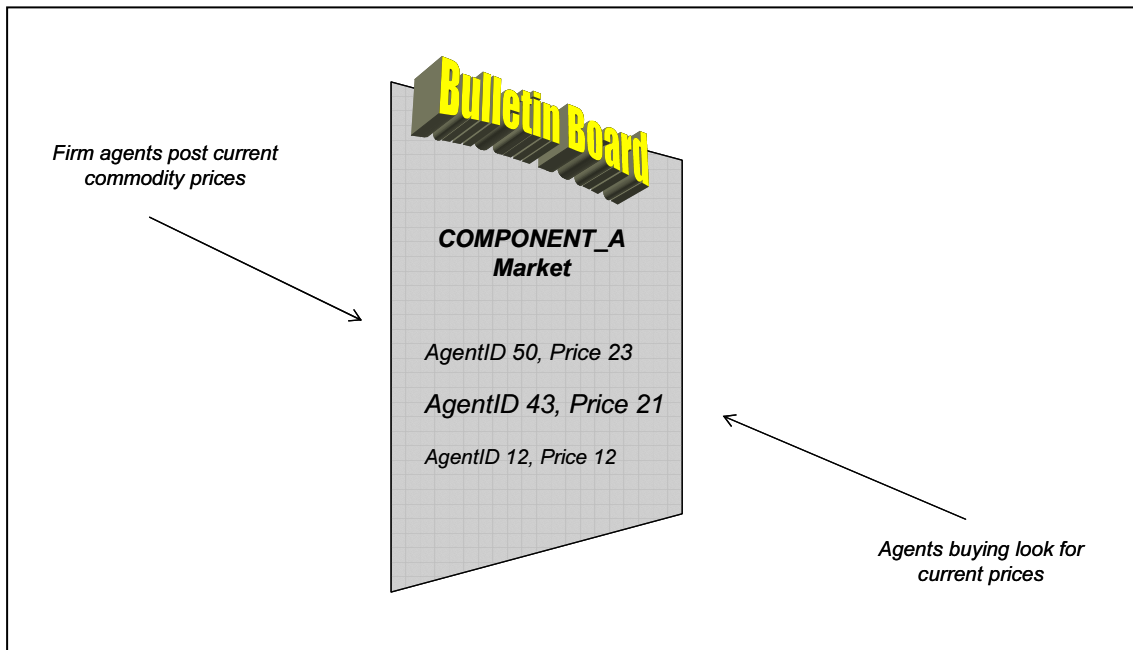 Bulletin Board
Firm agents post current
commodity prices
COMPONENT_A
Market
AgentID 50, Price 23
AgentID 43, Price 21
AgentID 12, Price 12
Agents buying look for
current prices